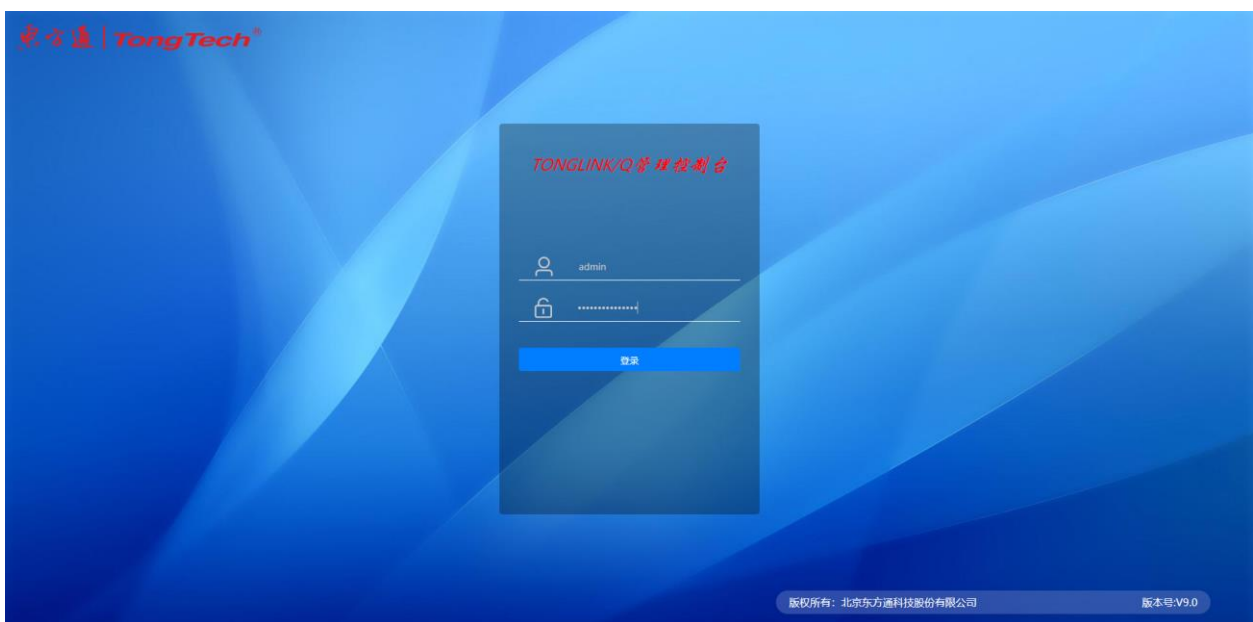 东方通 | TongTech®
TONGLINK/Q管理控制台
admin
登录
版权所有：北京东方通科技股份有限公司 版本号:V9.0